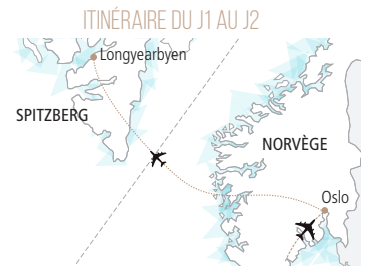 ITINÉRAIRE DU J1 AU J2
Longyearbyen
SPITZBERG
NORVÈGE
Oslo